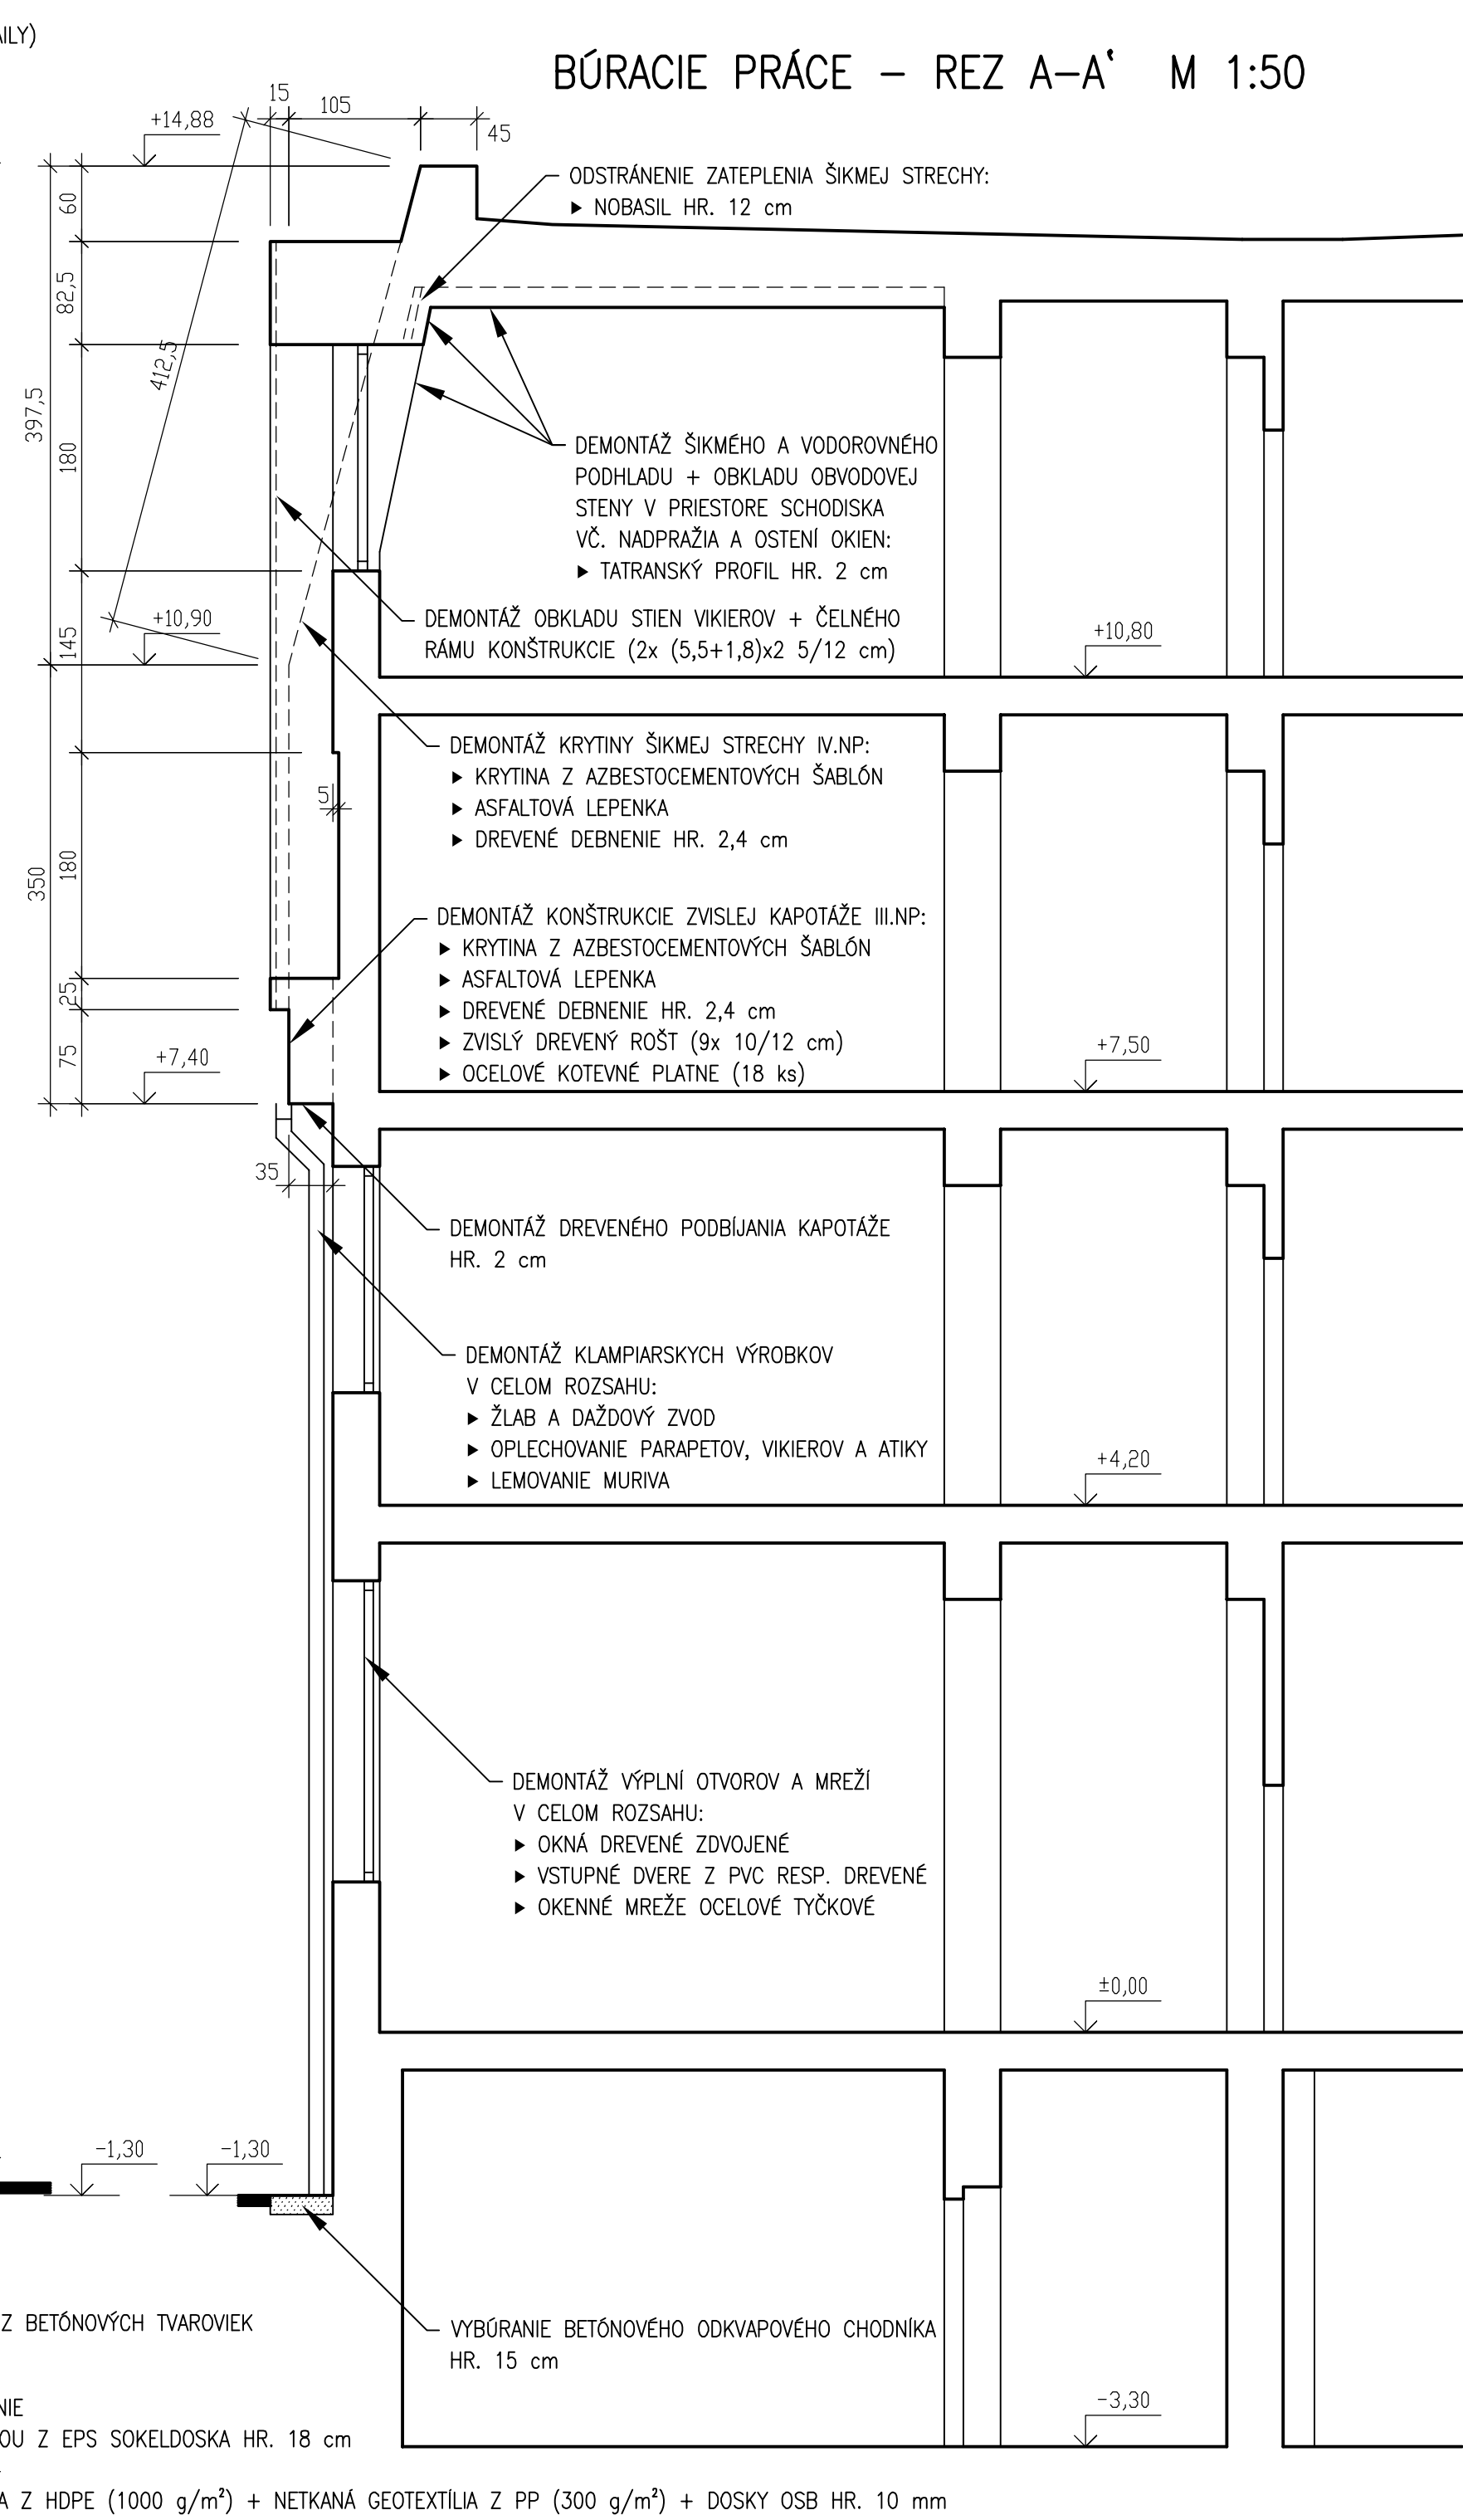 AILY)
BÚRACIE PRÁCE – REZ A–A‘ M 1:50
15
105
45
+14,88
ODSTRÁNENIE ZATEPLENIA ŠIKMEJ STRECHY:
▶ NOBASIL HR. 12 cm
60
82,5
412,5
397,5
180
DEMONTÁŽ ŠIKMÉHO A VODOROVNÉHO
PODHLADU + OBKLADU OBVODOVEJ
STENY V PRIESTORE SCHODISKA
VČ. NADPRAŽIA A OSTENÍ OKIEN:
▶ TATRANSKÝ PROFIL HR. 2 cm
+10,90
145
DEMONTÁŽ OBKLADU STIEN VIKIEROV + ČELNÉHO
RÁMU KONŠTRUKCIE (2x (5,5+1,8)x2 5/12 cm)
+10,80
DEMONTÁŽ KRYTINY ŠIKMEJ STRECHY IV.NP:
▶ KRYTINA Z AZBESTOCEMENTOVÝCH ŠABLÓN
▶ ASFALTOVÁ LEPENKA
▶ DREVENÉ DEBNENIE HR. 2,4 cm
5
350
180
DEMONTÁŽ KONŠTRUKCIE ZVISLEJ KAPOTÁŽE III.NP:
▶ KRYTINA Z AZBESTOCEMENTOVÝCH ŠABLÓN
▶ ASFALTOVÁ LEPENKA
▶ DREVENÉ DEBNENIE HR. 2,4 cm
▶ ZVISLÝ DREVENÝ ROŠT (9x 10/12 cm)
▶ OCELOVÉ KOTEVNÉ PLATNE (18 ks)
25
75
+7,40
+7,50
35
DEMONTÁŽ DREVENÉHO PODBÍJANIA KAPOTÁŽE
HR. 2 cm
DEMONTÁŽ KLAMPIARSKYCH VÝROBKOV
V CELOM ROZSAHU:
▶ ŽLAB A DAŽDOVÝ ZVOD
▶ OPLECHOVANIE PARAPETOV, VIKIEROV A ATIKY
▶ LEMOVANIE MURIVA
+4,20
DEMONTÁŽ VÝPLNÍ OTVOROV A MREŽÍ
V CELOM ROZSAHU:
▶ OKNÁ DREVENÉ ZDVOJENÉ
▶ VSTUPNÉ DVERE Z PVC RESP. DREVENÉ
▶ OKENNÉ MREŽE OCELOVÉ TYČKOVÉ
±0,00
-1,30
-1,30
Z BETÓNOVÝCH TVAROVIEK
VYBÚRANIE BETÓNOVÉHO ODKVAPOVÉHO CHODNÍKA
HR. 15 cm
-3,30
NIE
OU Z EPS SOKELDOSKA HR. 18 cm
A Z HDPE (1000 g/m²) + NETKANÁ GEOTEXTÍLIA Z PP (300 g/m²) + DOSKY OSB HR. 10 mm